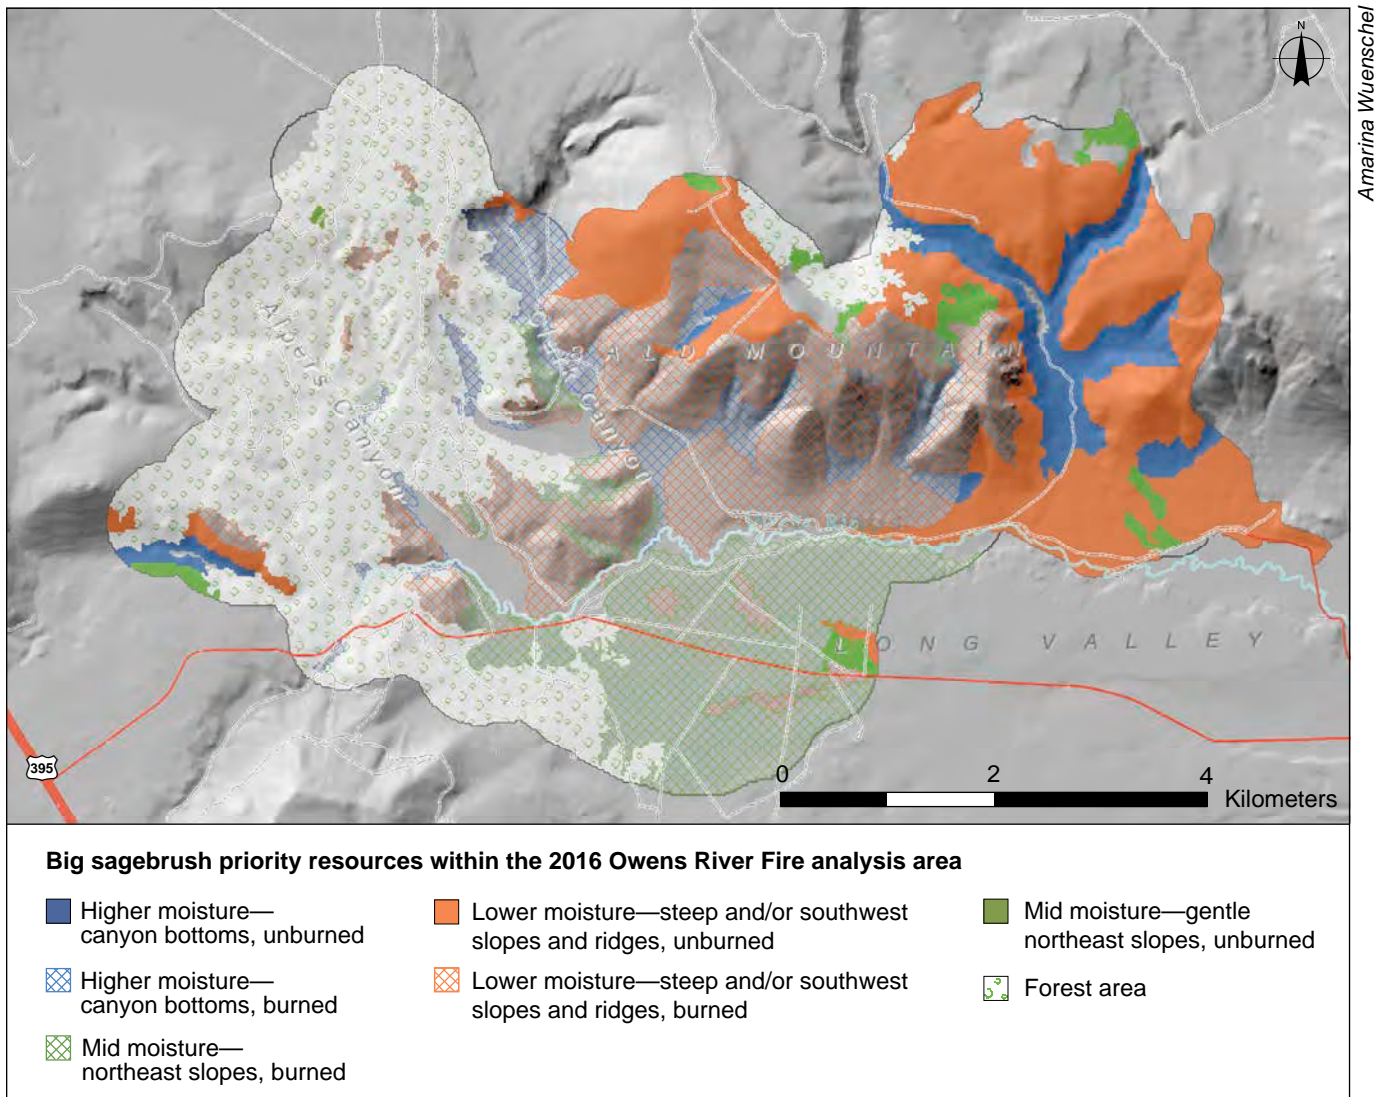 Amarina Wuenschel
N
Alpers
Canyon
Clark Canyon
BALD MOUNTAIN
LONG VALLEY
395
0 2 4
Kilometers
Big sagebrush priority resources within the 2016 Owens River Fire analysis area
Higher moisture—
canyon bottoms, unburned
Higher moisture—
canyon bottoms, burned
Mid moisture—
northeast slopes, burned
Lower moisture—steep and/or southwest
slopes and ridges, unburned
Lower moisture—steep and/or southwest
slopes and ridges, burned
Mid moisture—gentle
northeast slopes, unburned
Forest area